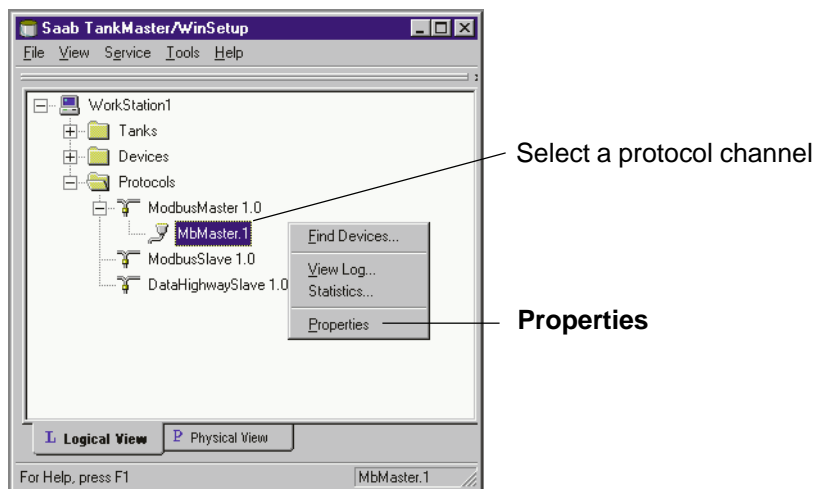 Saab TankMaster/WinSetup
File View Service Tools Help
WorkStation1
Tanks
Devices
Protocols
ModbusMaster 1.0
MbMaster.1
ModbusSlave 1.0
DataHighwaySlave 1.0
Find Devices...
View Log...
Statistics...
Properties
Select a protocol channel
Properties
L Logical View P Physical View
For Help, press F1 MbMaster.1